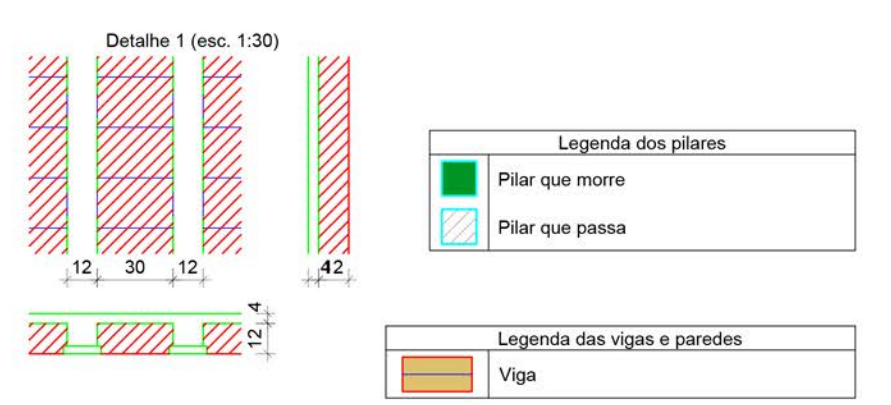 Detalhe 1 (esc. 1:30)
12 30 12
4 12
4
12
Legenda dos pilares
Pilar que morre
Pilar que passa
Legenda das vigas e paredes
Viga